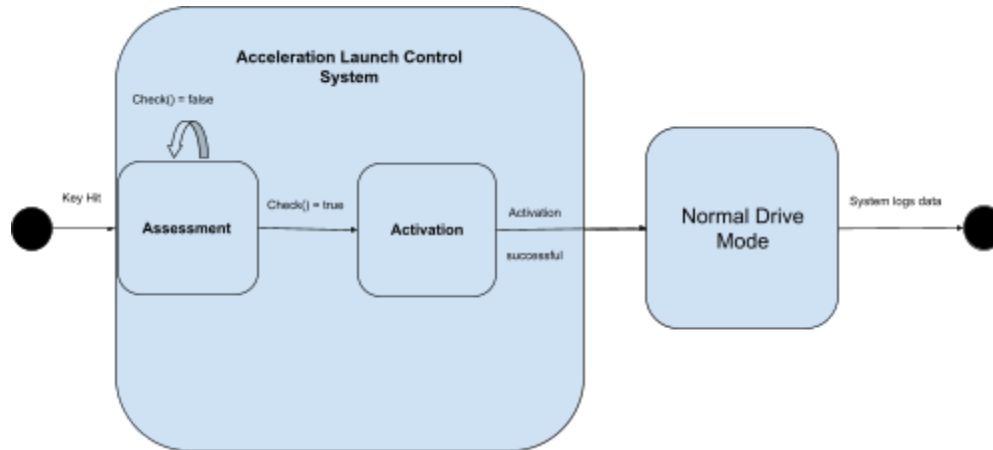 Acceleration Launch Control
System
Check() = false
Key Hit
Assessment
Check() = true
Activation
Activation
successful
Normal Drive
Mode
System logs data